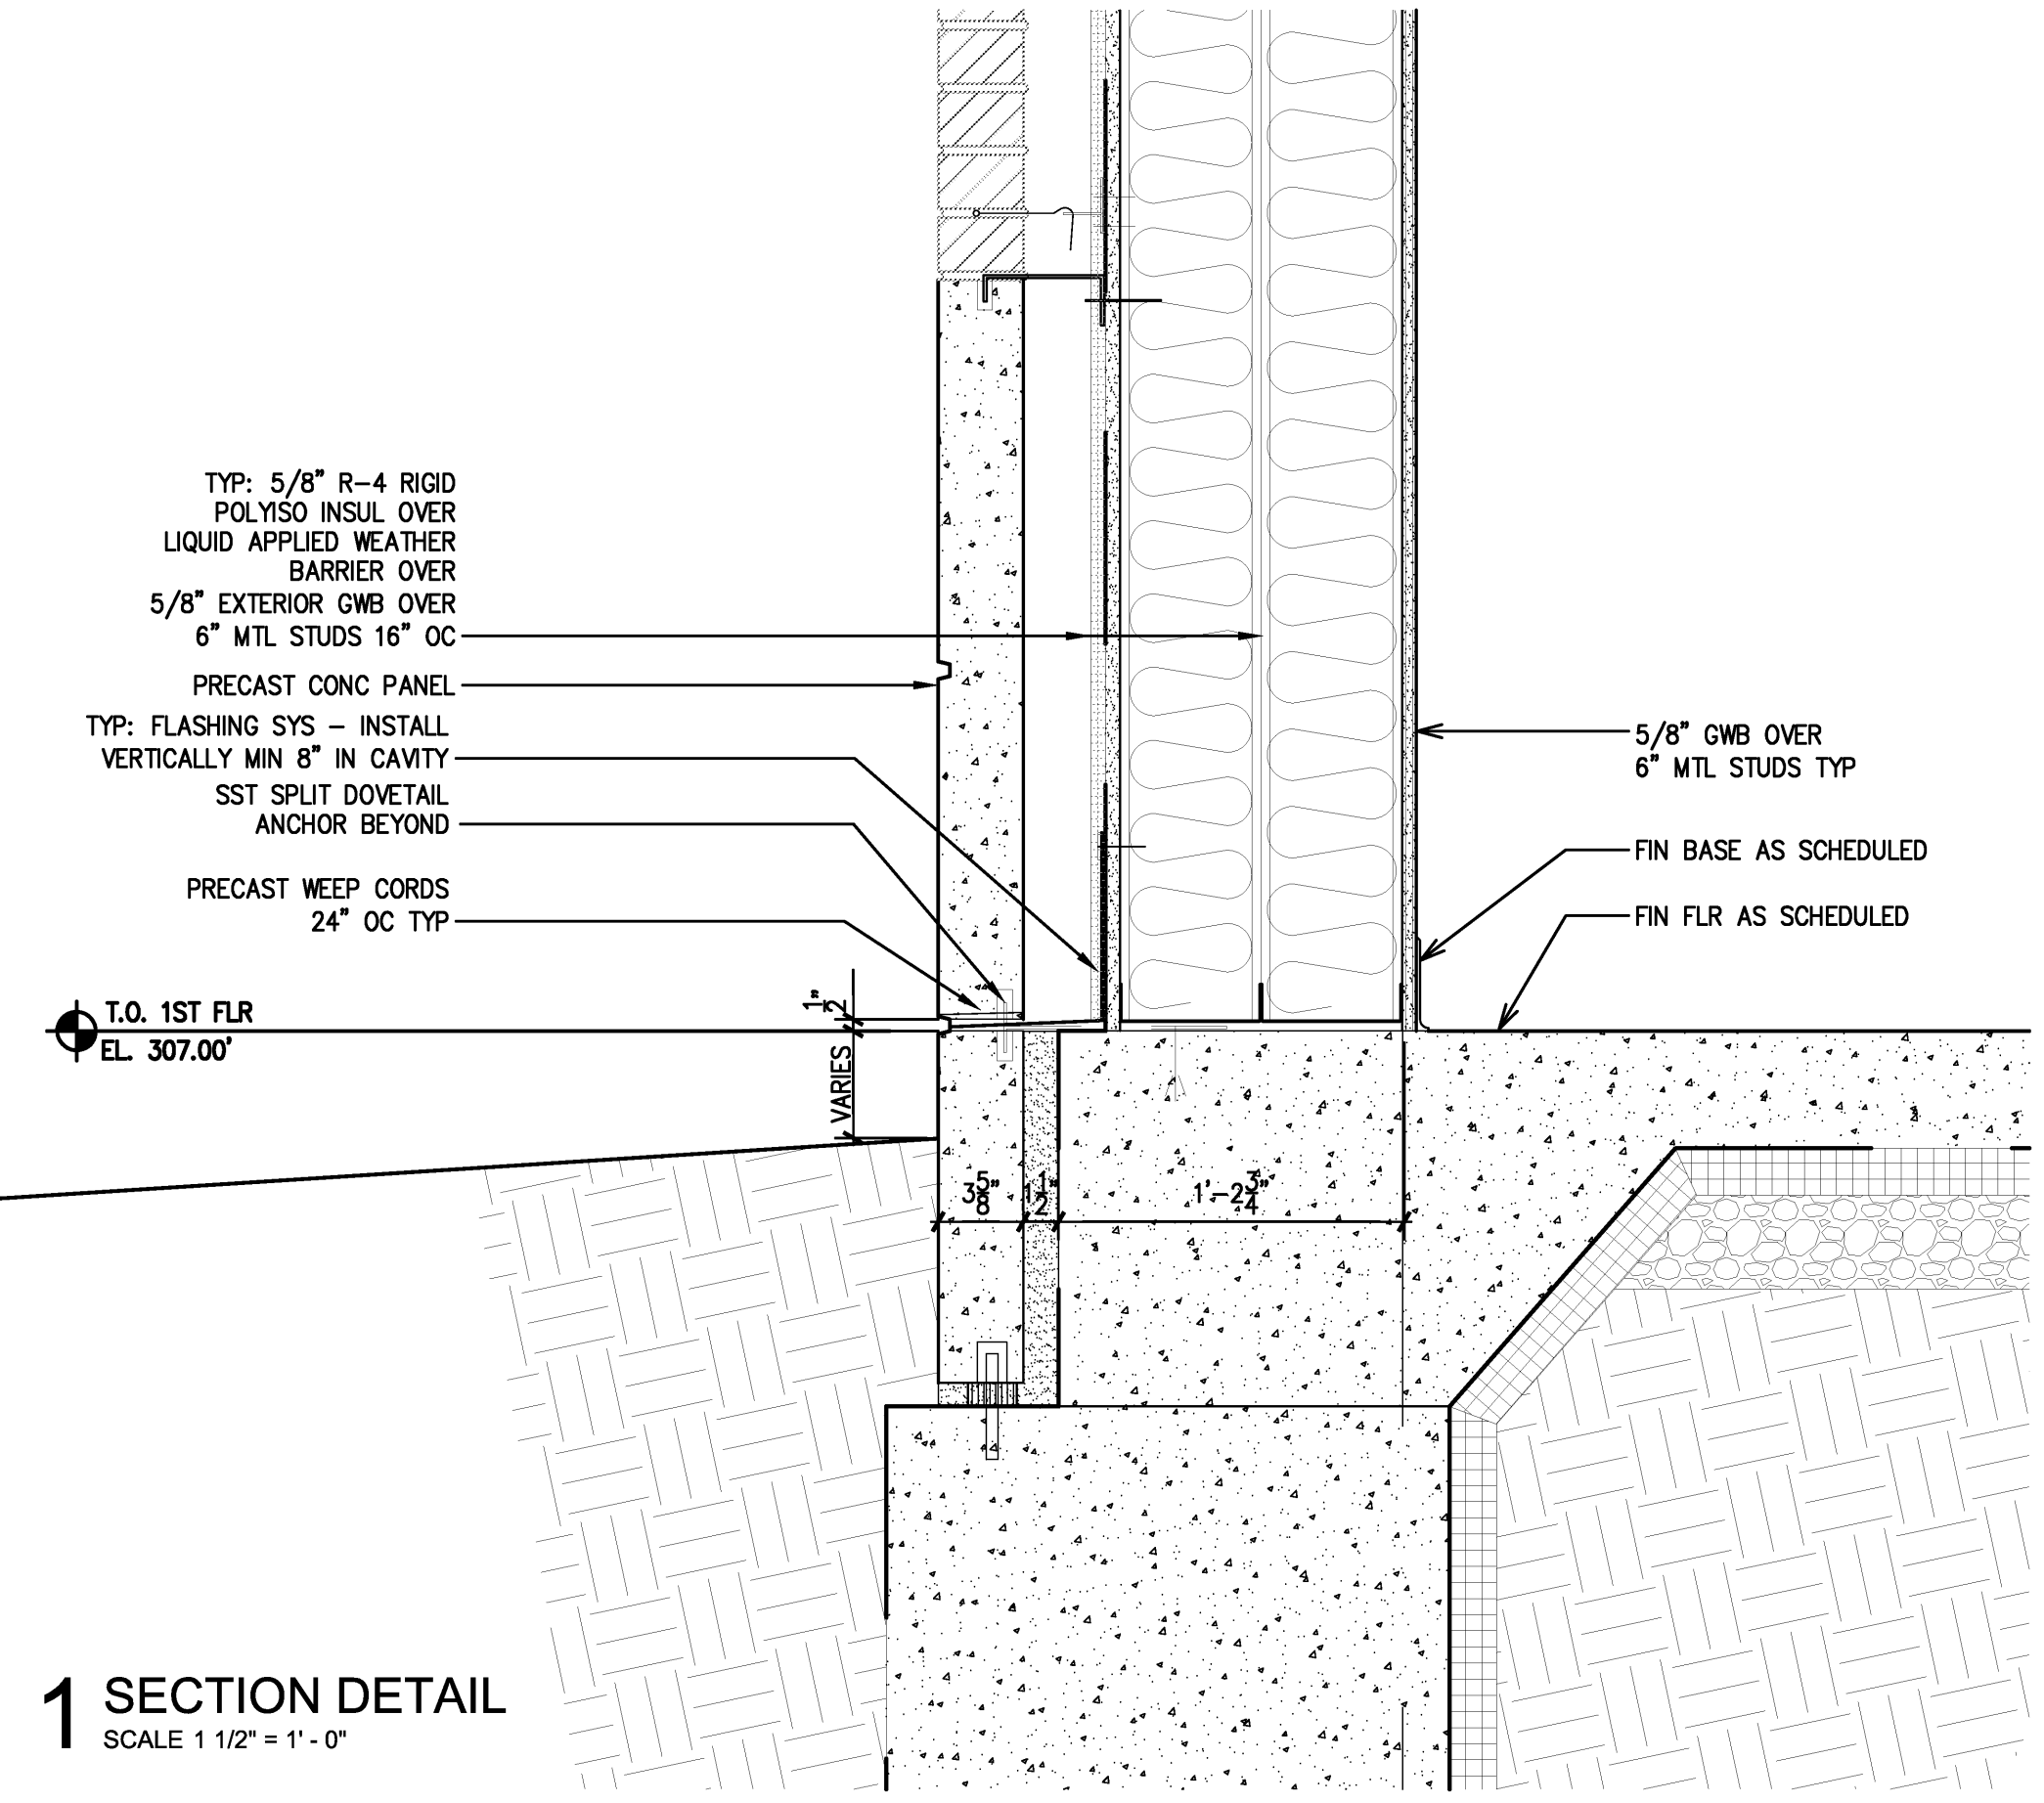 TYP: 5/8" R-4 RIGID
POLYISO INSUL OVER
LIQUID APPLIED WEATHER
BARRIER OVER
5/8" EXTERIOR GWB OVER
6" MTL STUDS 16" OC
PRECAST CONC PANEL
TYP: FLASHING SYS - INSTALL
VERTICALLY MIN 8" IN CAVITY
SST SPLIT DOVETAIL
ANCHOR BEYOND
PRECAST WEEP CORDS
24" OC TYP
5/8" GWB OVER
6" MTL STUDS TYP
FIN BASE AS SCHEDULED
FIN FLR AS SCHEDULED
T.O. 1ST FLR
EL. 307.00'
1/2"
VARIES
3 5/8"
1 1/2"
1'-2 3/4"
1 SECTION DETAIL
SCALE 1 1/2" = 1' - 0"